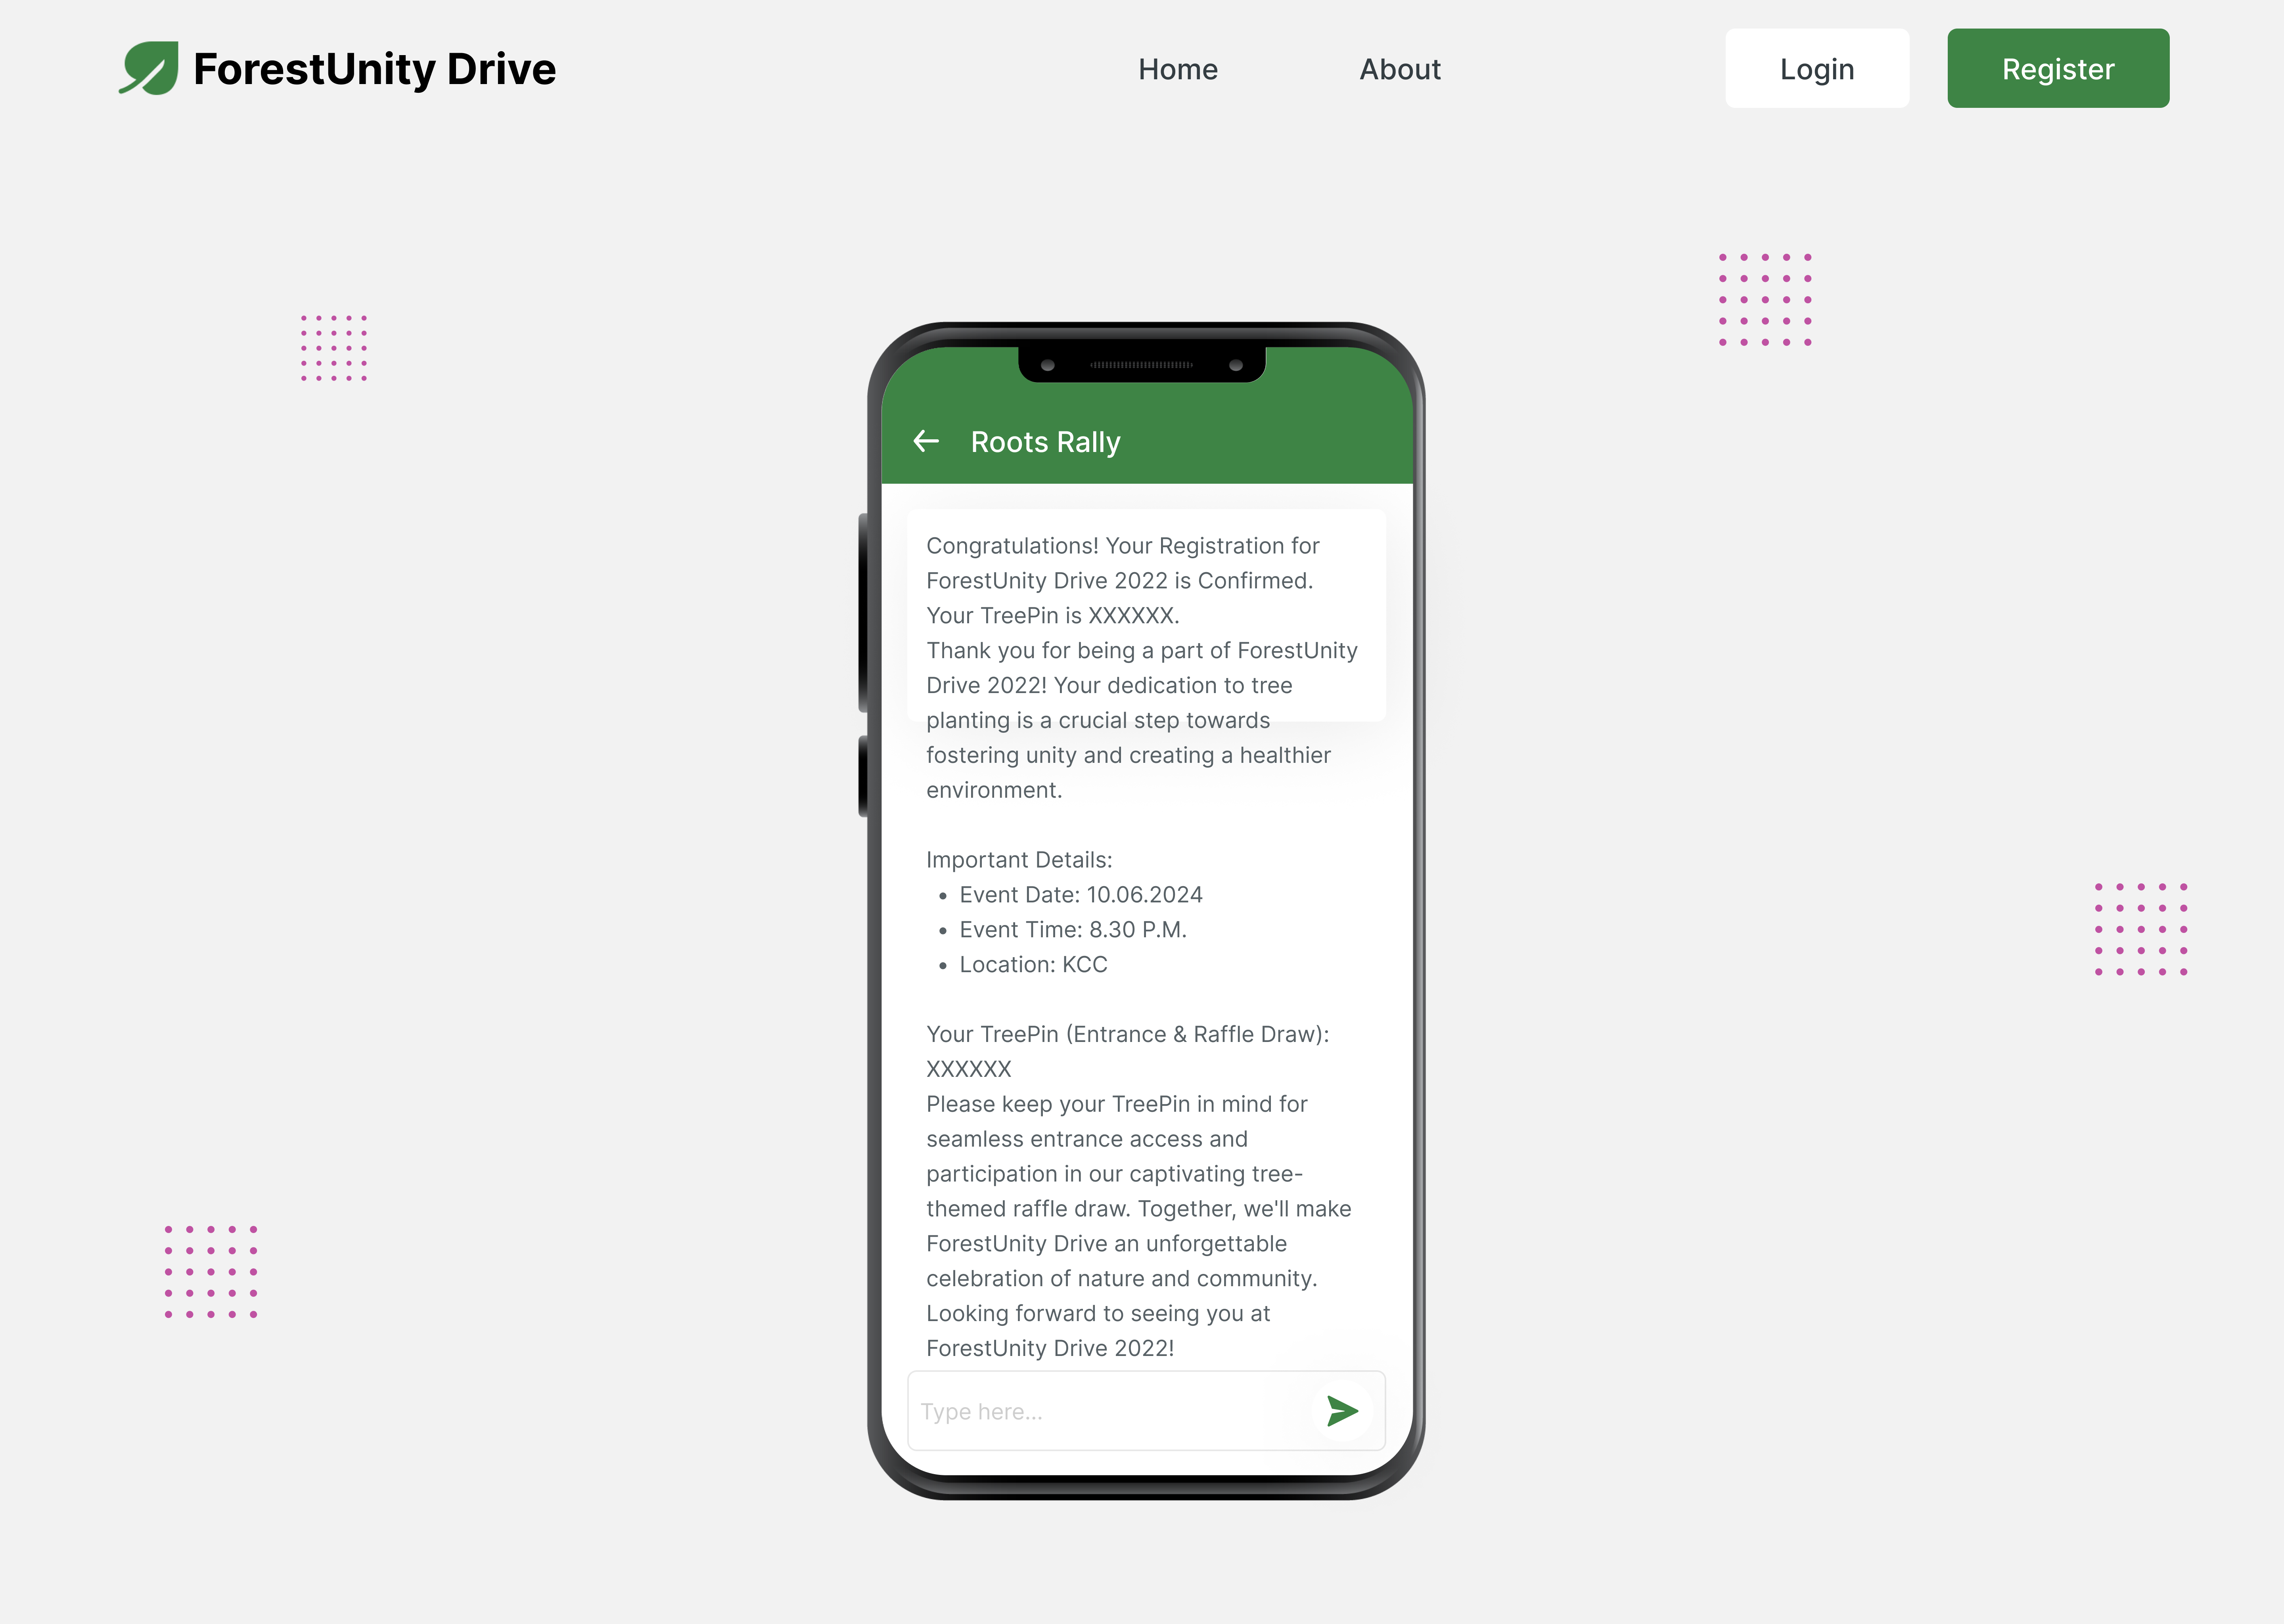 ForestUnity Drive
Home
About
Login
Register
Roots Rally
Congratulations! Your Registration for
ForestUnity Drive 2022 is Confirmed.
Your TreePin is XXXXXX.
Thank you for being a part of ForestUnity
Drive 2022! Your dedication to tree
planting is a crucial step towards
fostering unity and creating a healthier
environment.
Important Details:
• Event Date: 10.06.2024
• Event Time: 8.30 P.M.
• Location: KCC
Your TreePin (Entrance & Raffle Draw):
XXXXXX
Please keep your TreePin in mind for
seamless entrance access and
participation in our captivating tree-
themed raffle draw. Together, we'll make
ForestUnity Drive an unforgettable
celebration of nature and community.
Looking forward to seeing you at
ForestUnity Drive 2022!
Type here...